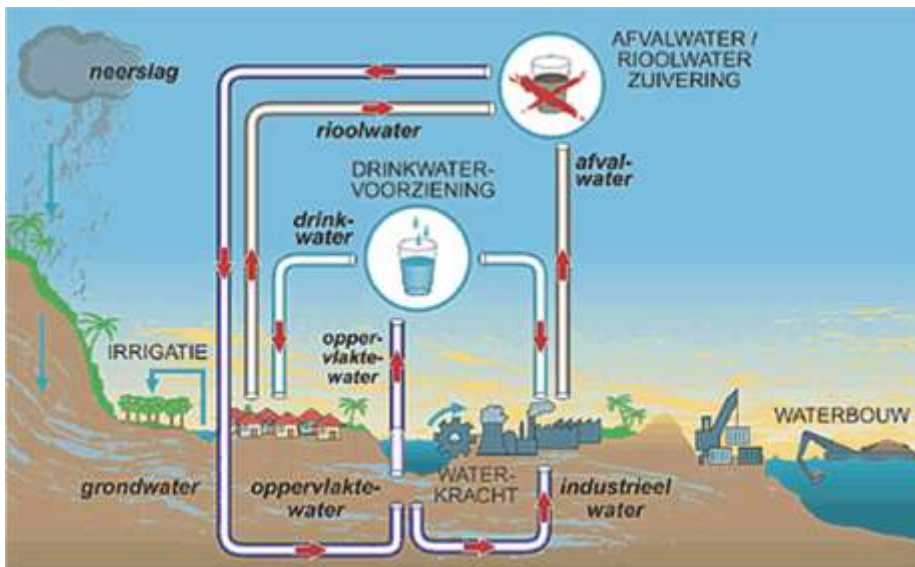 neerslag
AFVALWATER /
RIOOLWATER
ZUIVERING
rioolwater
afval-
water
DRINKWATER-
VOORZIENING
drink-
water
opper-
vlakte-
water
IRRIGATIE
WATERBOUW
grondwater
oppervlakte-
water
WATER-
KRACHT
industrieel
water